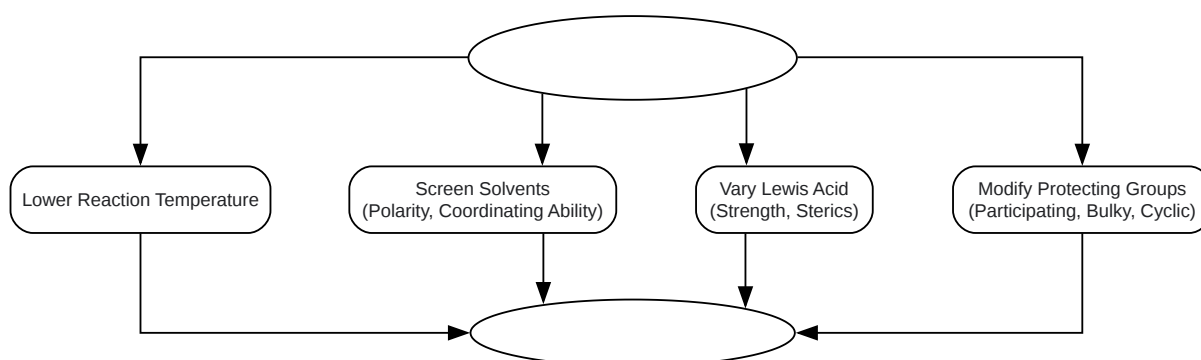 Lower Reaction Temperature
Screen Solvents
(Polarity, Coordinating Ability)
Vary Lewis Acid
(Strength, Sterics)
Modify Protecting Groups
(Participating, Bulky, Cyclic)